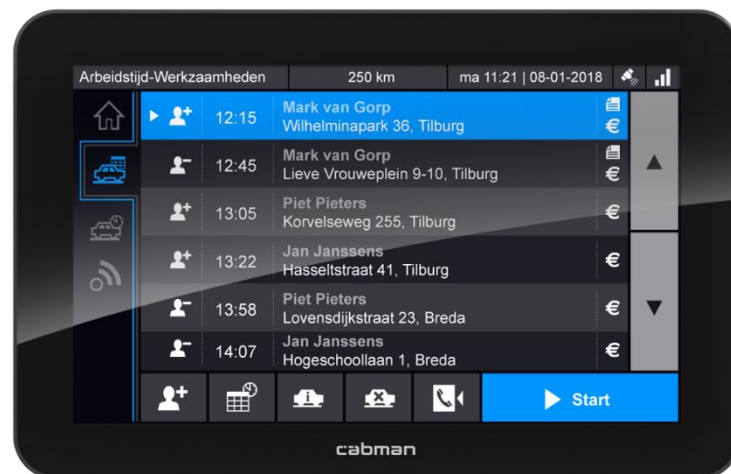 Arbeidstijd-Werkzaamheden 250 km ma 11:21 | 08-01-2018
12:15 Mark van Gorp
Wilhelminapark 36, Tilburg €
12:45 Mark van Gorp
Lieve Vrouweplein 9-10, Tilburg €
13:05 Piet Pieters
Korvelseweg 255, Tilburg €
13:22 Jan Janssens
Hasseltstraat 41, Tilburg €
13:58 Piet Pieters
Lovensdijkstraat 23, Breda €
14:07 Jan Janssens
Hogeschoollaan 1, Breda €
Start
cabman